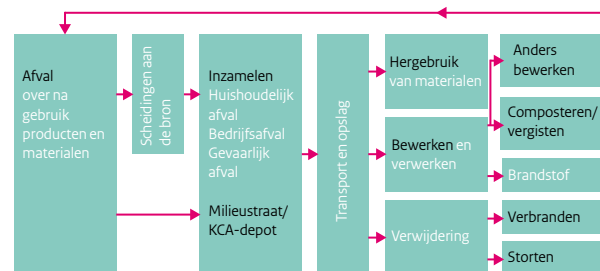 Afval
over na
gebruik
producten en
materialen
Scheidingen aan
de bron
Inzamelen
Huishoudelijk
afval
Bedrijfsafval
Gevaarlijk
afval
Milieustraat/
KCA-depot
Transport en opslag
Hergebruik
van materialen
Bewerken en
verwerken
Verwijdering
Anders
bewerken
Composteren/
vergisten
Brandstof
Verbranden
Storten